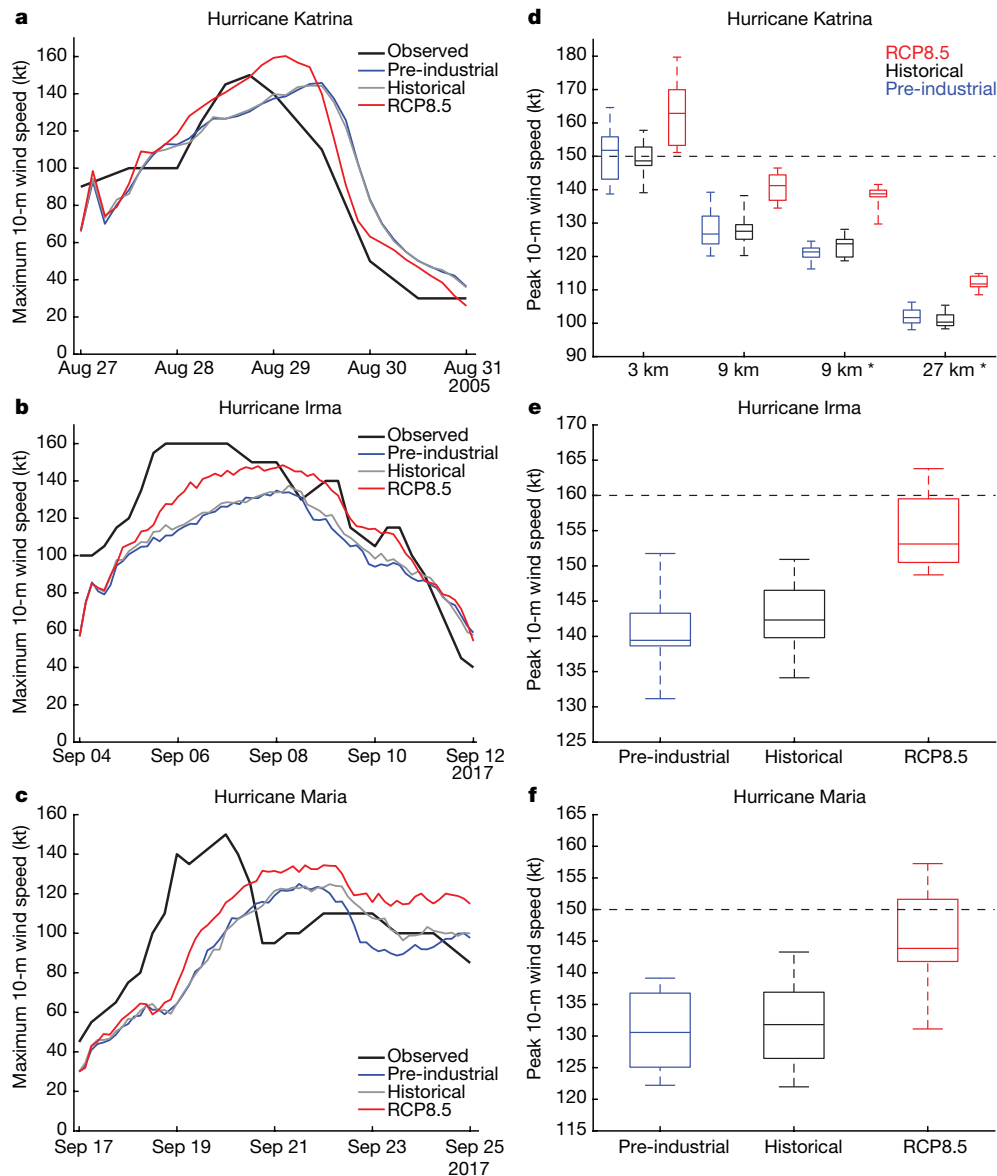 a
Hurricane Katrina
Maximum 10-m wind speed (kt)
160
140
120
100
80
60
40
20
0
Observed
Pre-industrial
Historical
RCP8.5
Aug 27
Aug 28
Aug 29
Aug 30
Aug 31
2005
d
Hurricane Katrina
Peak 10-m wind speed (kt)
180
170
160
150
140
130
120
110
100
90
RCP8.5
Historical
Pre-industrial
3 km
9 km
9 km *
27 km *
b
Hurricane Irma
Maximum 10-m wind speed (kt)
160
140
120
100
80
60
40
20
0
Observed
Pre-industrial
Historical
RCP8.5
Sep 04
Sep 06
Sep 08
Sep 10
Sep 12
2017
e
Hurricane Irma
Peak 10-m wind speed (kt)
170
165
160
155
150
145
140
135
130
125
Pre-industrial
Historical
RCP8.5
c
Hurricane Maria
Maximum 10-m wind speed (kt)
160
140
120
100
80
60
40
20
0
Observed
Pre-industrial
Historical
RCP8.5
Sep 17
Sep 19
Sep 21
Sep 23
Sep 25
2017
f
Hurricane Maria
Peak 10-m wind speed (kt)
165
160
155
150
145
140
135
130
125
120
115
Pre-industrial
Historical
RCP8.5